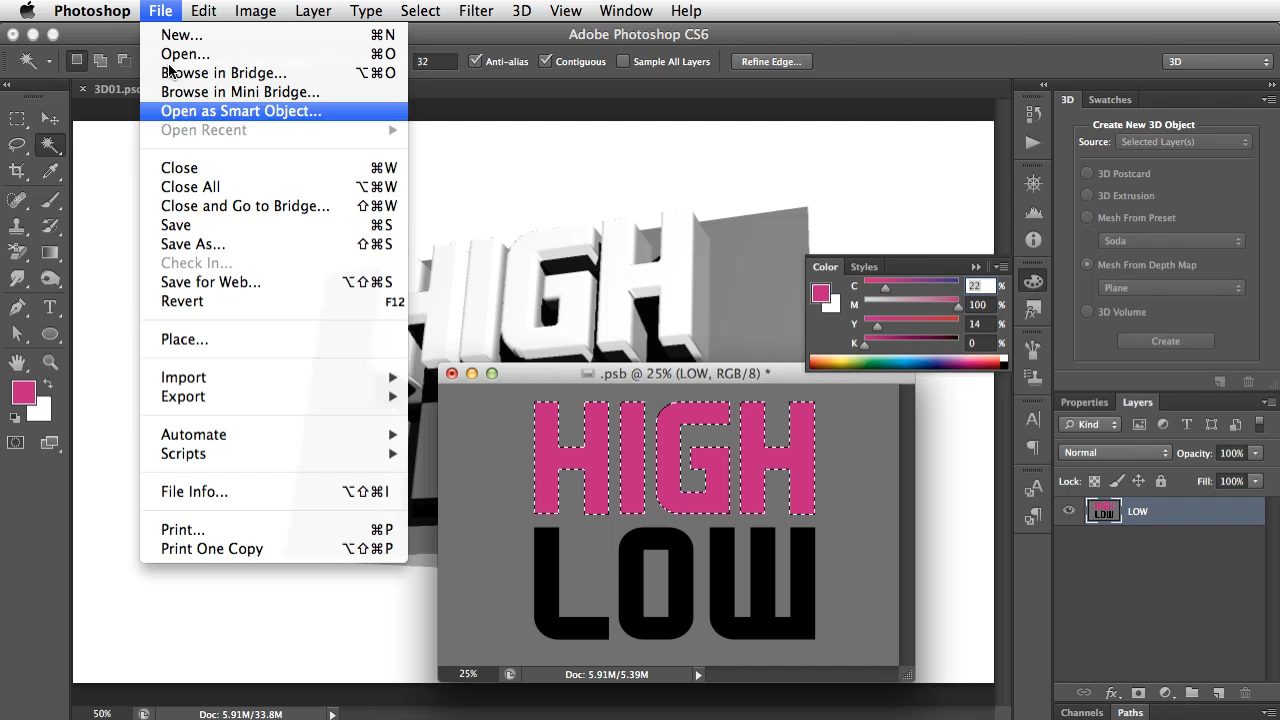 Photoshop File Edit Image Layer Type Select Filter 3D View Window Help
Adobe Photoshop CS6
32 Anti-alias Contiguous Sample All Layers Refine Edge... 3D
3D01.psd
New... ⌘N
Open... ⌘O
Browse in Bridge... ⌥⌘O
Browse in Mini Bridge...
Open as Smart Object...
Open Recent
Close ⌘W
Close All ⌥⌘W
Close and Go to Bridge... ⇧⌘W
Save ⌘S
Save As... ⇧⌘S
Check In...
Save for Web... ⌥⇧⌘S
Revert F12
Place...
Import
Export
Automate
Scripts
File Info... ⌥⇧⌘I
Print... ⌘P
Print One Copy ⌥⇧⌘P
HIGH
.psb @ 25% (LOW, RGB/8) *
HIGH
LOW
25% Doc: 5.91M/5.39M
50% Doc: 5.91M/33.8M
Color Styles
C 22 %
M 100 %
Y 14 %
K 0 %
3D Swatches
Create New 3D Object
Source: Selected Layer(s)
3D Postcard
3D Extrusion
Mesh From Preset
Soda
Mesh From Depth Map
Plane
3D Volume
Create
Properties Layers
Kind
Normal Opacity: 100%
Lock: Fill: 100%
LOW
Channels Paths